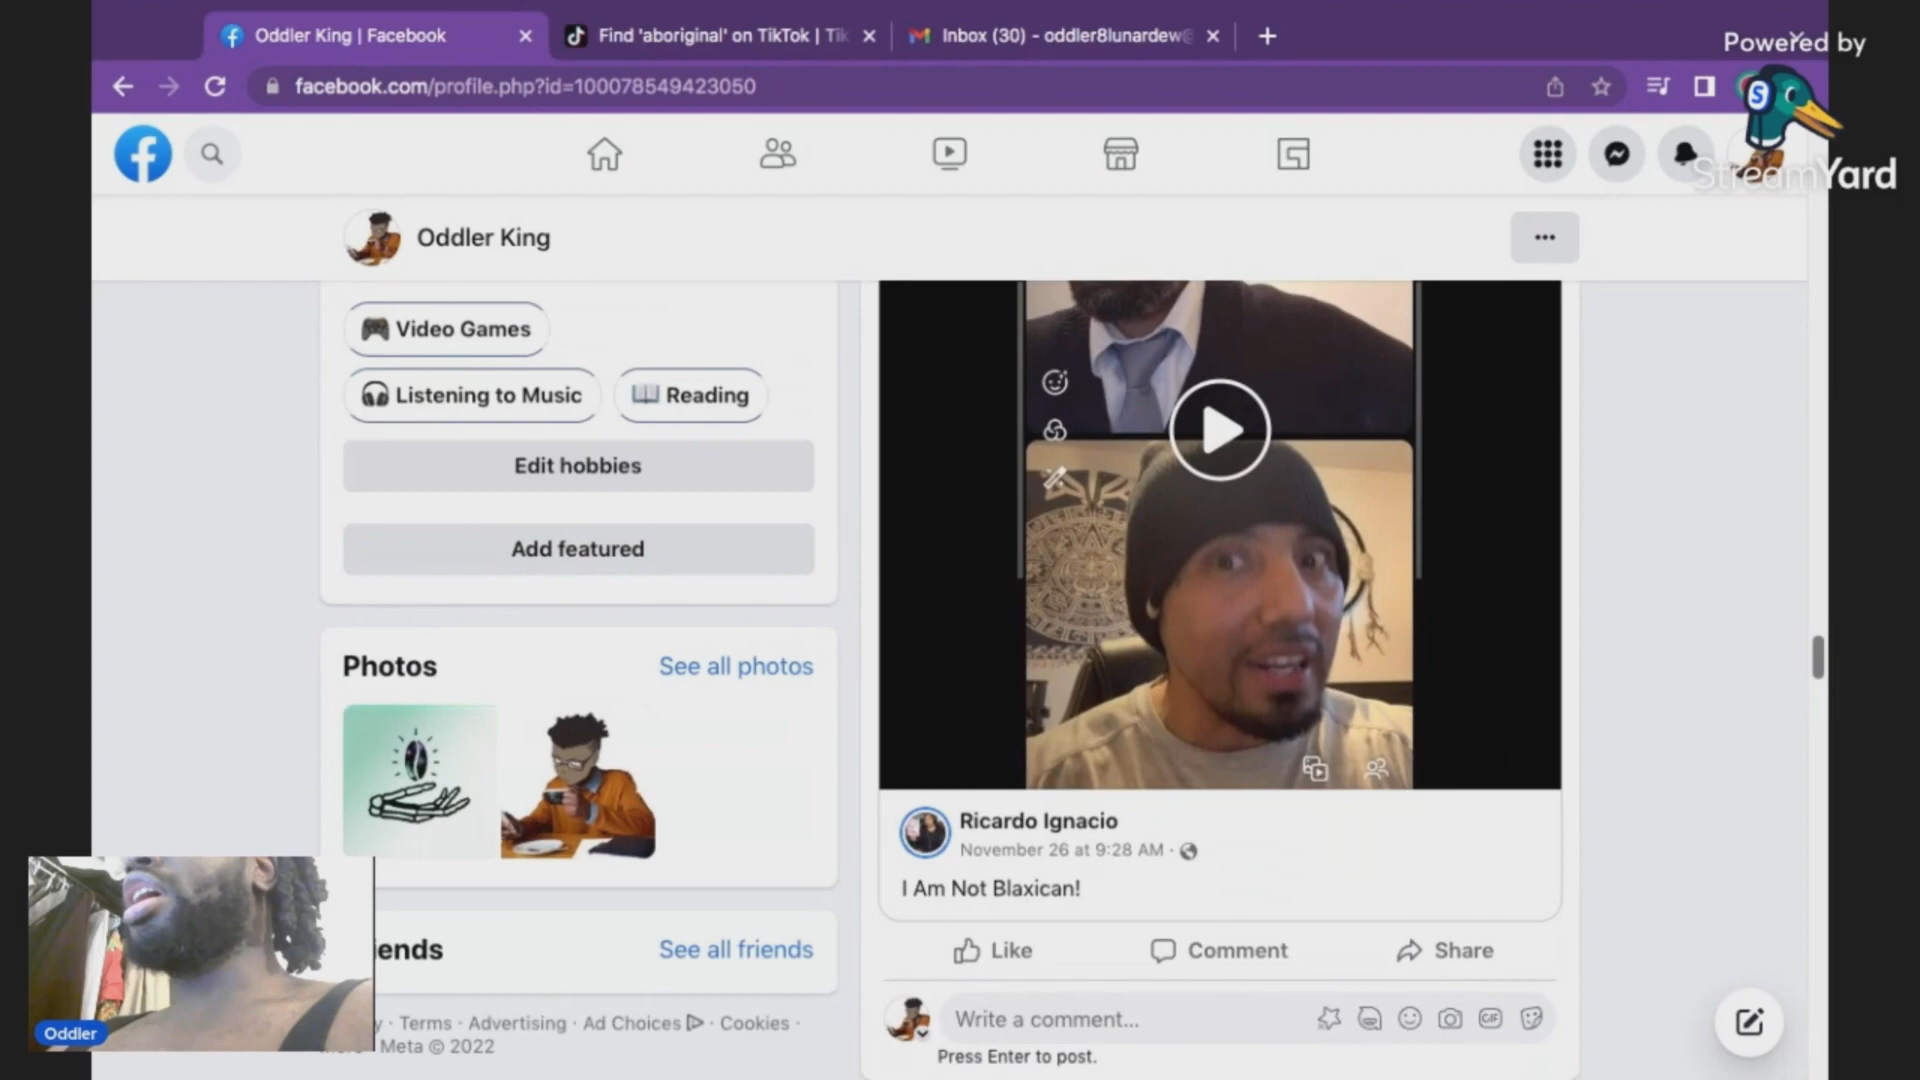 Oddler King | Facebook
Find 'aboriginal' on TikTok | Tik
Inbox (30) - oddler8lunardew@
Powered by
facebook.com/profile.php?id=100078549423050
StreamYard
Oddler King
Video Games
Listening to Music
Reading
Edit hobbies
Add featured
Photos
See all photos
Ricardo Ignacio
November 26 at 9:28 AM ·
I Am Not Blaxican!
iends
See all friends
Like
Comment
Share
y · Terms · Advertising · Ad Choices · Cookies ·
Meta © 2022
Write a comment...
GIF
Press Enter to post.
Oddler